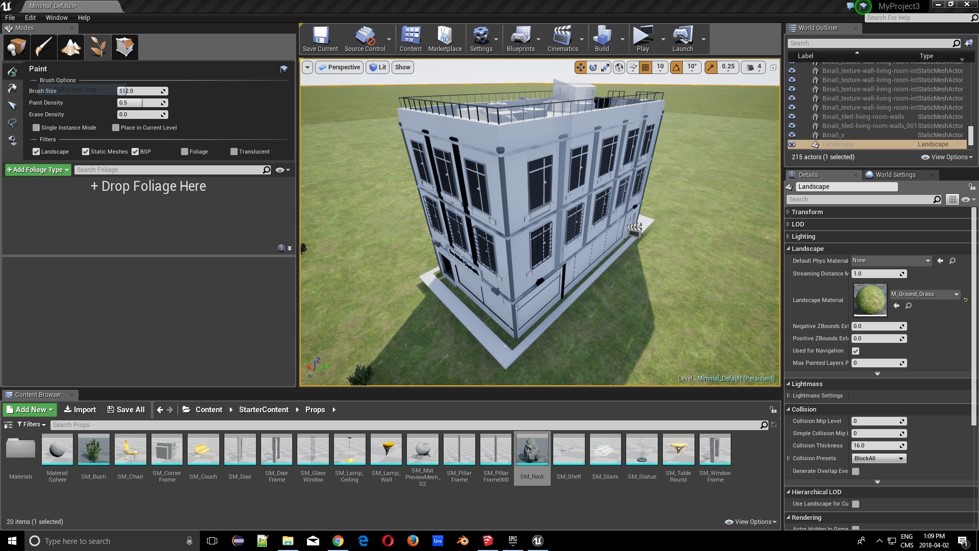 Minimal_Default•
MyProject3
File Edit Window Help
Search For Help
Modes
Paint
Brush Options
Brush Size 512.0
Paint Density 0.5
Erase Density 0.0
Single Instance Mode Place in Current Level
Filters
Landscape Static Meshes BSP Foliage Translucent
+ Add Foliage Type Search Foliage
+ Drop Foliage Here
Save Current Source Control Content Marketplace Settings Blueprints Cinematics Build Play Launch
Perspective Lit Show
10 10° 0.25 4
Level: Minimal_Default (Persistent)
World Outliner
Search...
Label Type
Bina0_texture-wall-living-room-int StaticMeshActor
Bina0_texture-wall-living-room-int StaticMeshActor
Bina0_texture-wall-living-room-int StaticMeshActor
Bina0_texture-wall-living-room-int StaticMeshActor
Bina0_texture-wall-living-room-int StaticMeshActor
Bina0_tiled-living-room-walls StaticMeshActor
Bina0_tiled-living-room-walls_001 StaticMeshActor
Bina0_v StaticMeshActor
Landscape Landscape
215 actors (1 selected) View Options
Details World Settings
Landscape
Search
Transform
LOD
Lighting
Landscape
Default Phys Material None
Streaming Distance M 1.0
Landscape Material M_Ground_Grass
Negative ZBounds Ext 0.0
Positive ZBounds Exte 0.0
Used for Navigation
Max Painted Layers P 0
Lightmass
Lightmass Settings
Collision
Collision Mip Level 0
Simple Collision Mip L 0
Collision Thickness 16.0
Collision Presets BlockAll
Generate Overlap Eve
Hierarchical LOD
Use Landscape for Cu
Rendering
Actor Hidden In Game
Content Browser
Add New Import Save All Content StarterContent Props
Filters Search Props
Materials
Material Sphere
SM_Bush
SM_Chair
SM_Corner Frame
SM_Couch
SM_Door
SM_Door Frame
SM_Glass Window
SM_Lamp_ Ceiling
SM_Lamp_ Wall
SM_Mat PreviewMesh_ 02
SM_Pillar Frame
SM_Pillar Frame300
SM_Rock
SM_Shelf
SM_Stairs
SM_Statue
SM_Table Round
SM_Window Frame
20 items (1 selected) View Options
Type here to search
ENG
CMS
1:09 PM
2018-04-02